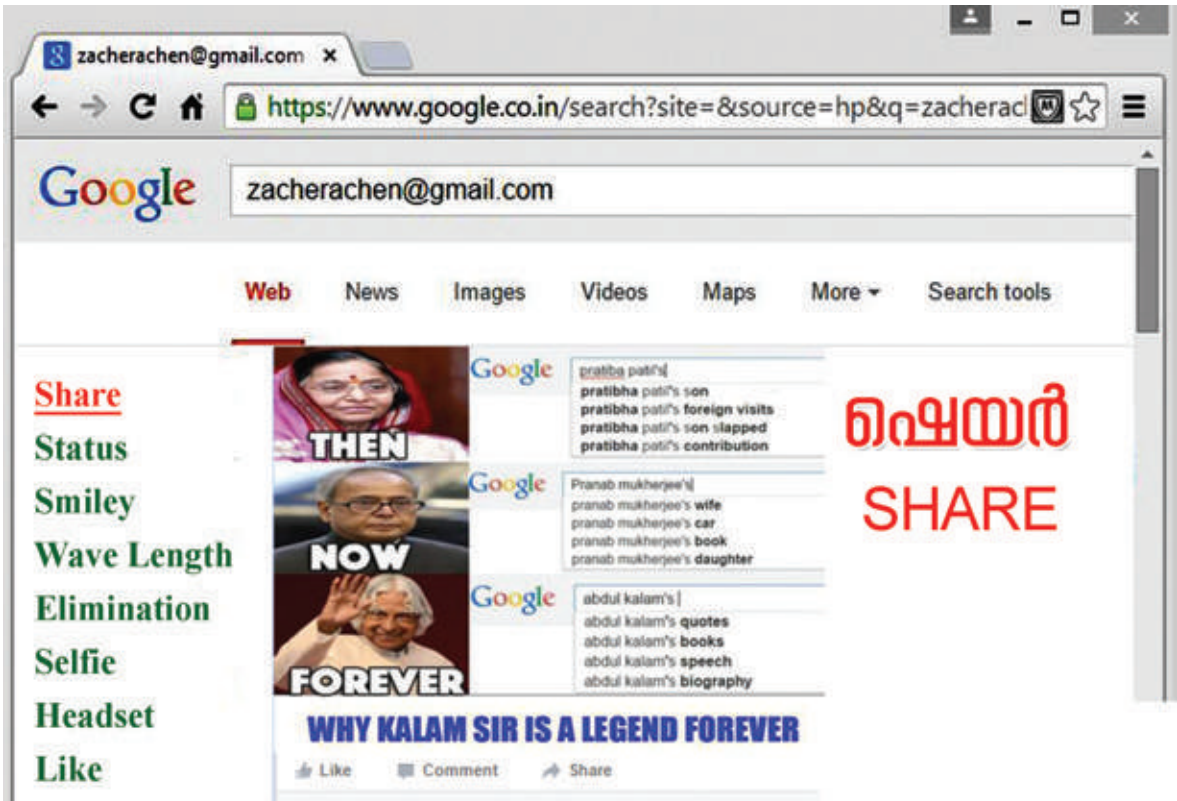 zacherachen@gmail.com
https://www.google.co.in/search?site=&source=hp&q=zacheracl
Google zacherachen@gmail.com
Web News Images Videos Maps More Search tools
Share
Status
Smiley
Wave Length
Elimination
Selfie
Headset
Like
THEN
Google pratiba patil's
pratibha patil's son
pratibha patil's foreign visits
pratibha patil's son slapped
pratibha patil's contribution
NOW
Google Pranab mukherjee's
pranab mukherjee's wife
pranab mukherjee's car
pranab mukherjee's book
pranab mukherjee's daughter
FOREVER
Google abdul kalam's
abdul kalam's quotes
abdul kalam's books
abdul kalam's speech
abdul kalam's biography
WHY KALAM SIR IS A LEGEND FOREVER
Like Comment Share
ഷെയർ
SHARE